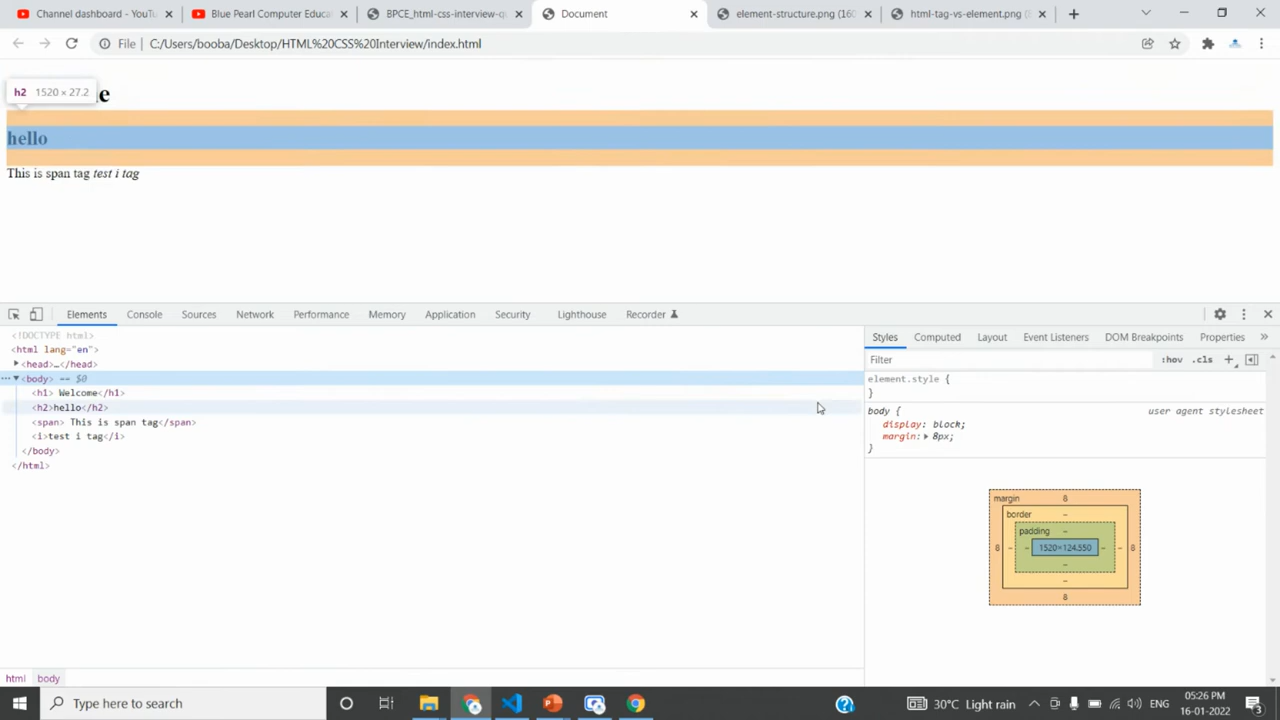 Channel dashboard - YouTu
Blue Pearl Computer Educa
BPCE_html-css-interview-qu
Document
element-structure.png (160
html-tag-vs-element.png (
File | C:/Users/booba/Desktop/HTML%20CSS%20Interview/index.html
h2 1520 × 27.2
e
hello
This is span tag test i tag
Elements Console Sources Network Performance Memory Application Security Lighthouse Recorder
<!DOCTYPE html>
<html lang="en">
<head>…</head>
<body> == $0
<h1> Welcome</h1>
<h2>hello</h2>
<span> This is span tag</span>
<i>test i tag</i>
</body>
</html>
html body
Styles Computed Layout Event Listeners DOM Breakpoints Properties »
Filter :hov .cls +
element.style {
}
body { user agent stylesheet
display: block;
margin: 8px;
}
margin 8
border –
padding –
8 – – 1520×124.550 – – 8
–
–
8
Type here to search
30°C Light rain
ENG
05:26 PM
16-01-2022
3